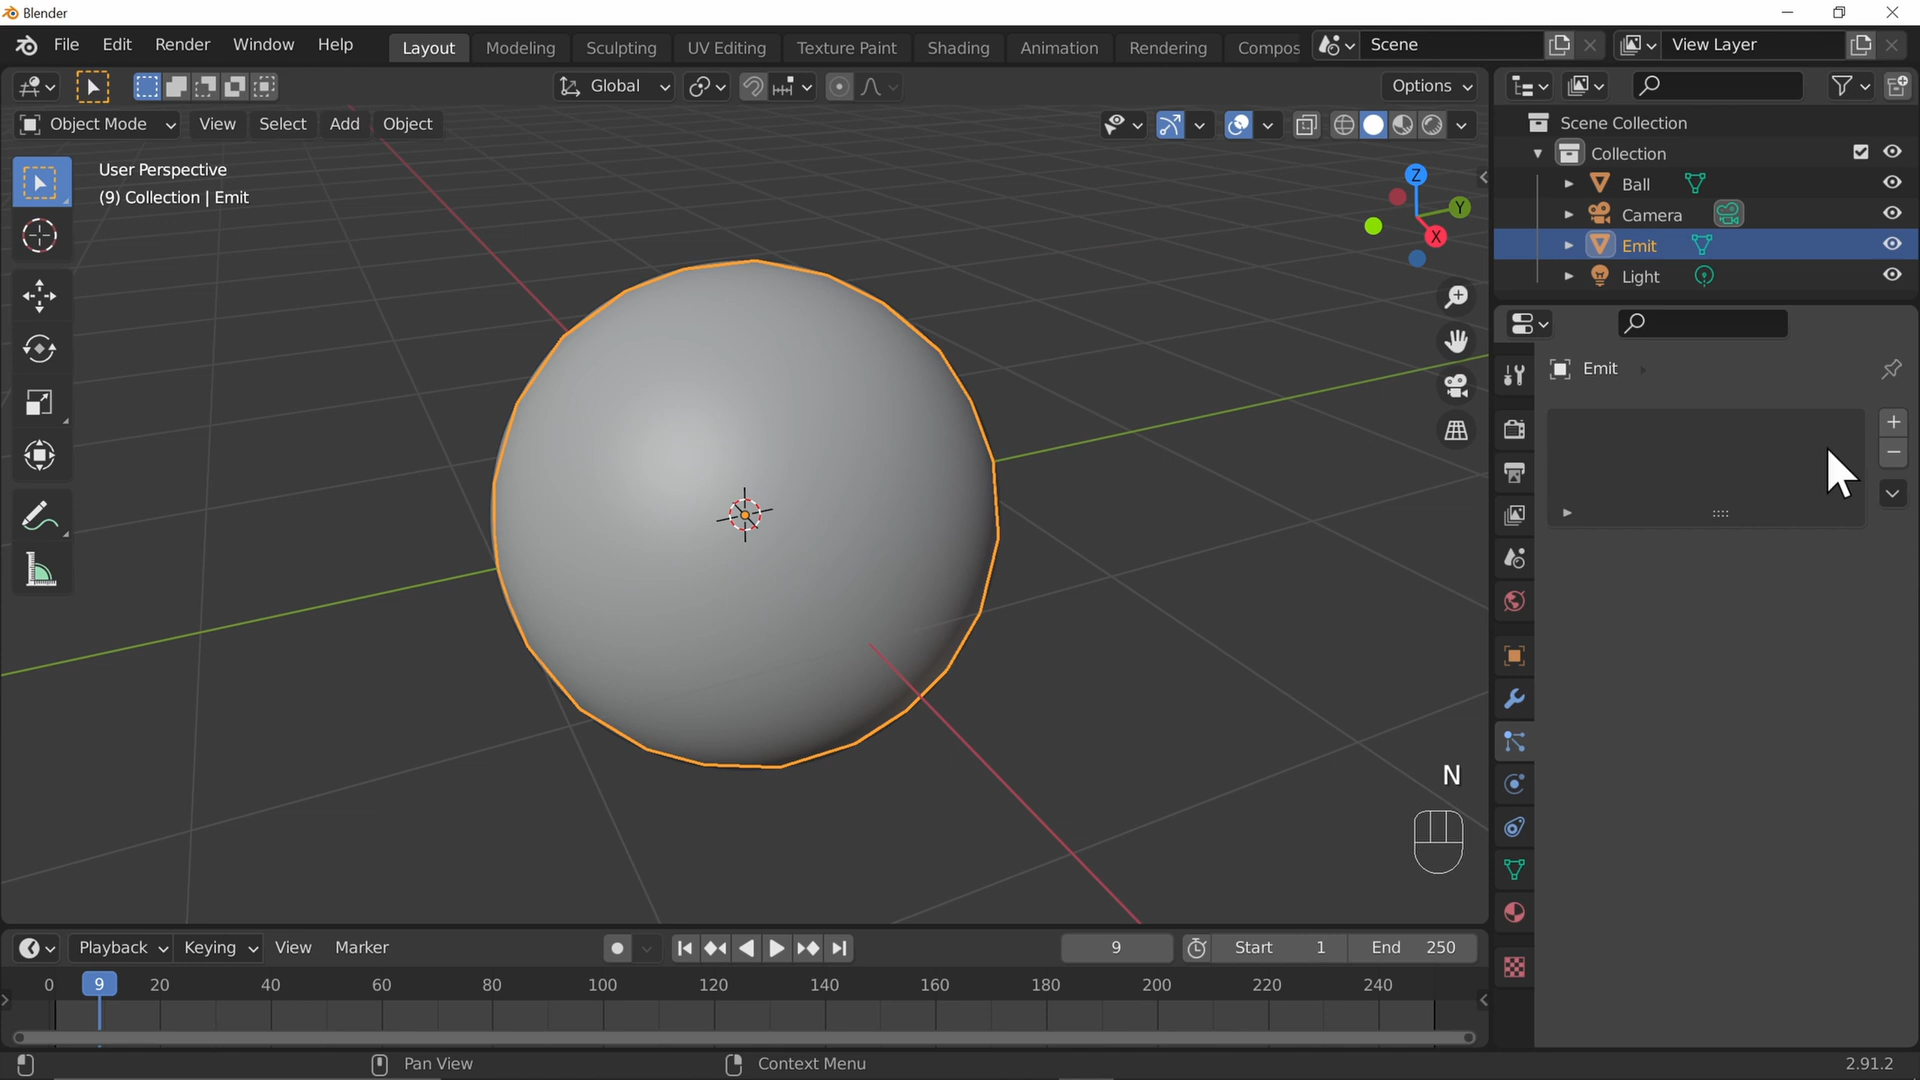 Blender
File Edit Render Window Help Layout Modeling Sculpting UV Editing Texture Paint Shading Animation Rendering Compos Scene View Layer
Global Options
Object Mode View Select Add Object
User Perspective
(9) Collection | Emit
Z
Y
X
Scene Collection
Collection
Ball
Camera
Emit
Light
Emit
N
Playback Keying View Marker 9 Start 1 End 250
0 9 20 40 60 80 100 120 140 160 180 200 220 240
Pan View Context Menu 2.91.2